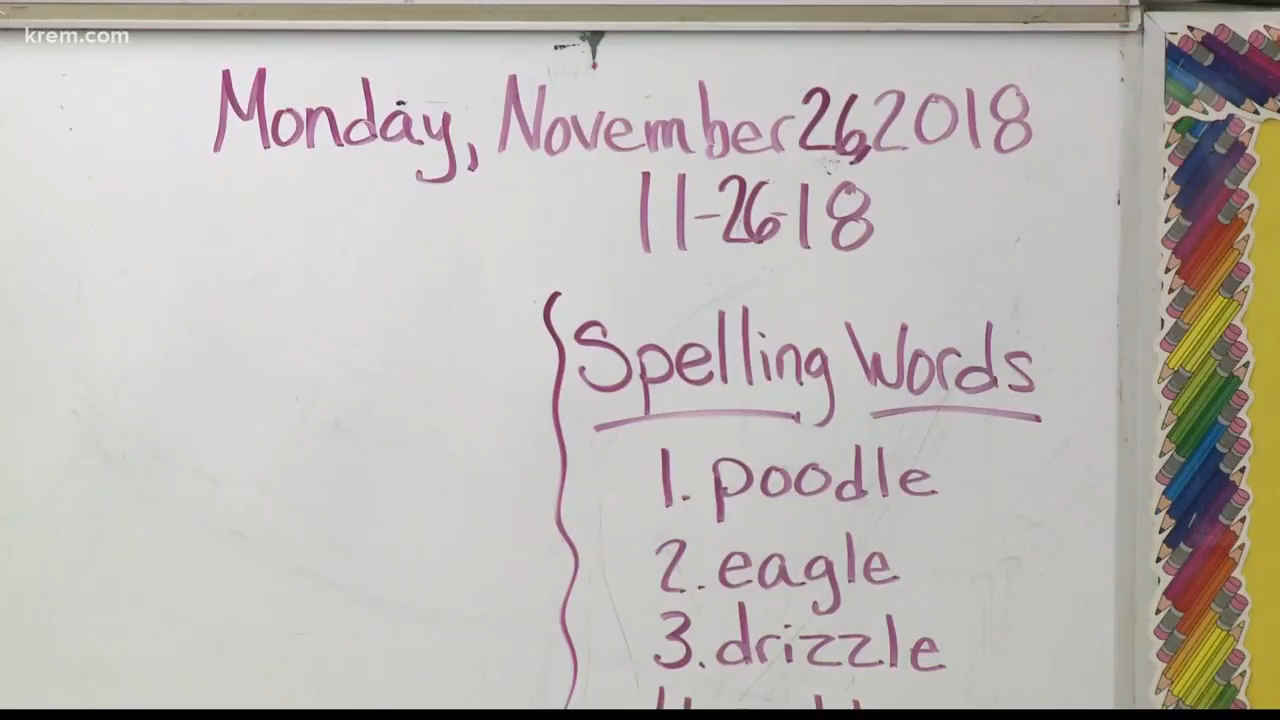 krem.com
Monday, November 26, 2018
11-26-18
Spelling Words
1. poodle
2. eagle
3. drizzle